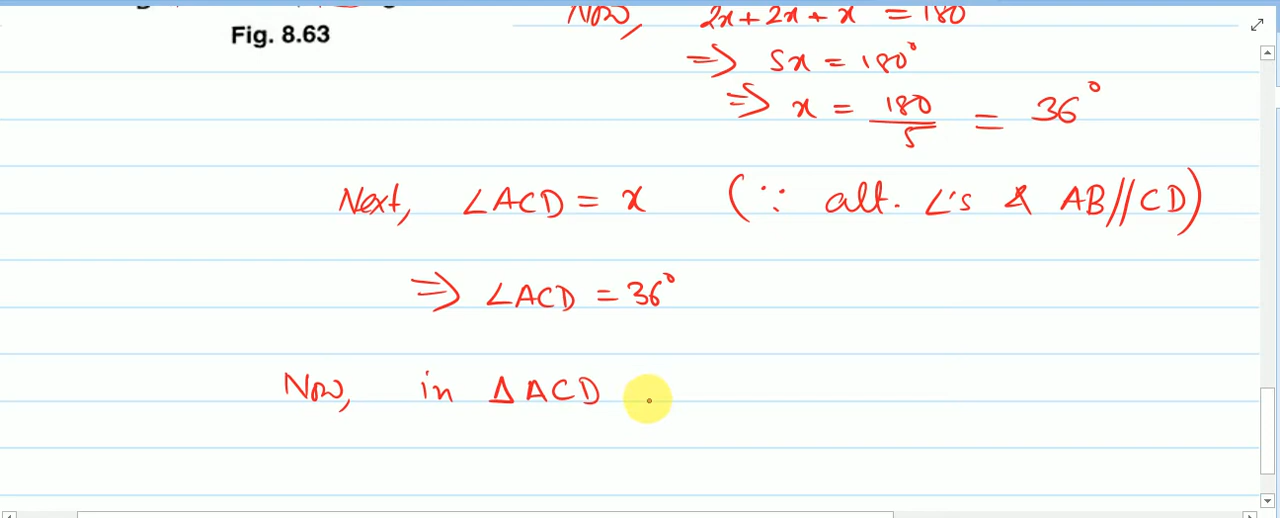 Fig. 8.63
Now, 2x + 2x + x = 180
=> 5x = 180°
=> x = 180/5 = 36°
Next, ∠ACD = x (∵ alt. ∠'s & AB//CD)
=> ∠ACD = 36°
Now, in ΔACD